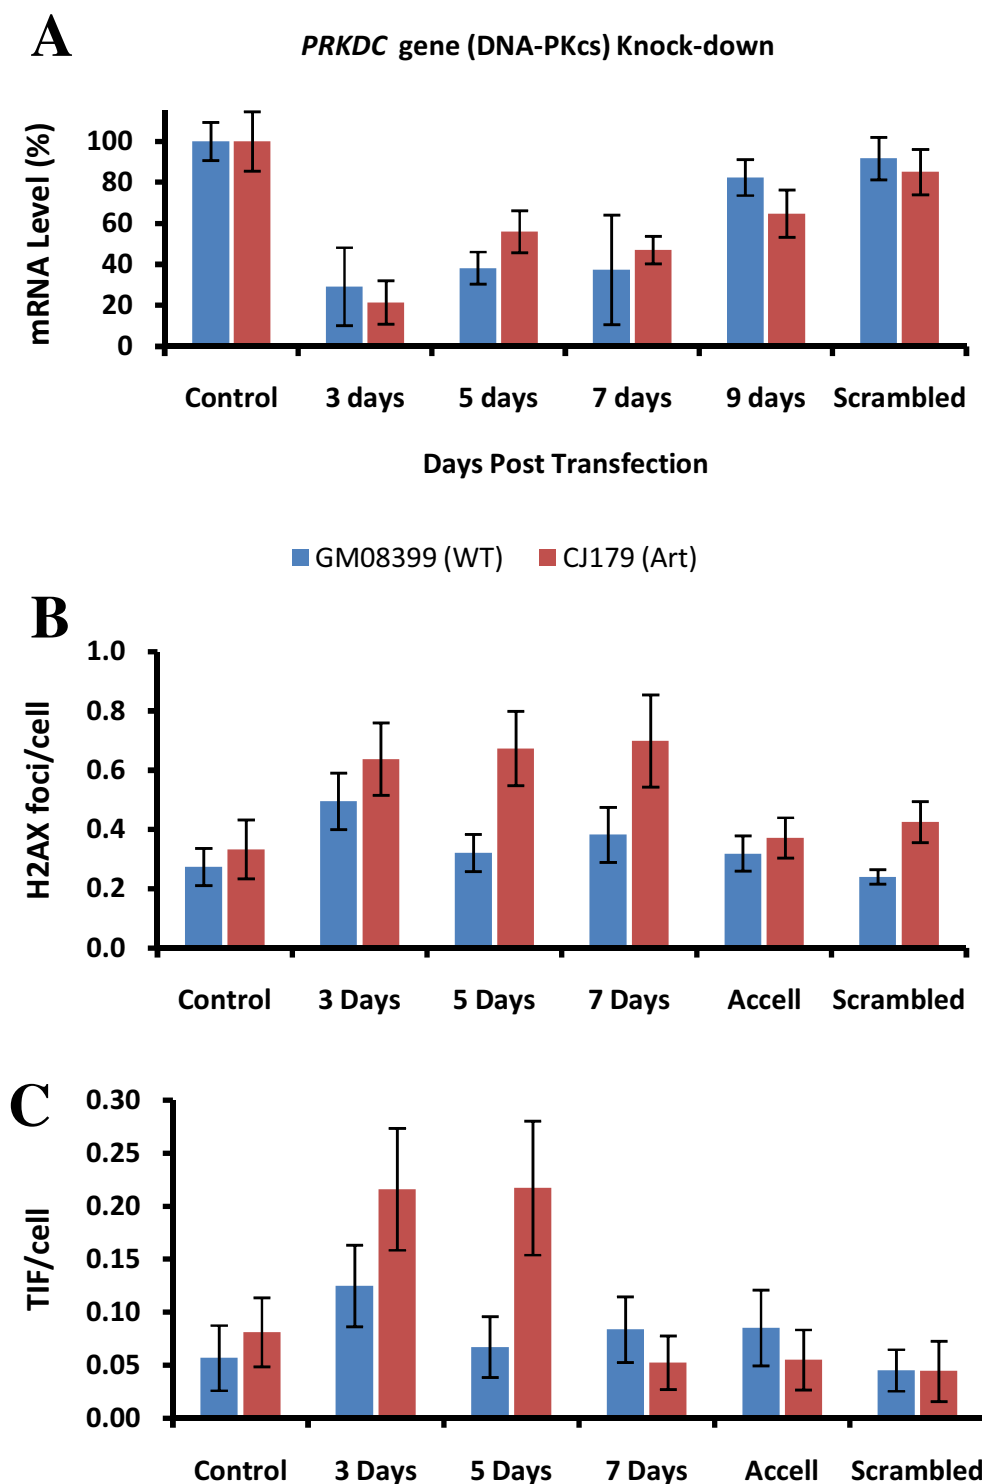 A
PRKDC gene (DNA-PKcs) Knock-down
mRNA Level (%)
100
80
60
40
20
0
Control 3 days 5 days 7 days 9 days Scrambled
Days Post Transfection
GM08399 (WT) CJ179 (Art)
B
H2AX foci/cell
1.0
0.8
0.6
0.4
0.2
0.0
Control 3 Days 5 Days 7 Days Accell Scrambled
C
TIF/cell
0.30
0.25
0.20
0.15
0.10
0.05
0.00
Control 3 Days 5 Days 7 Days Accell Scrambled